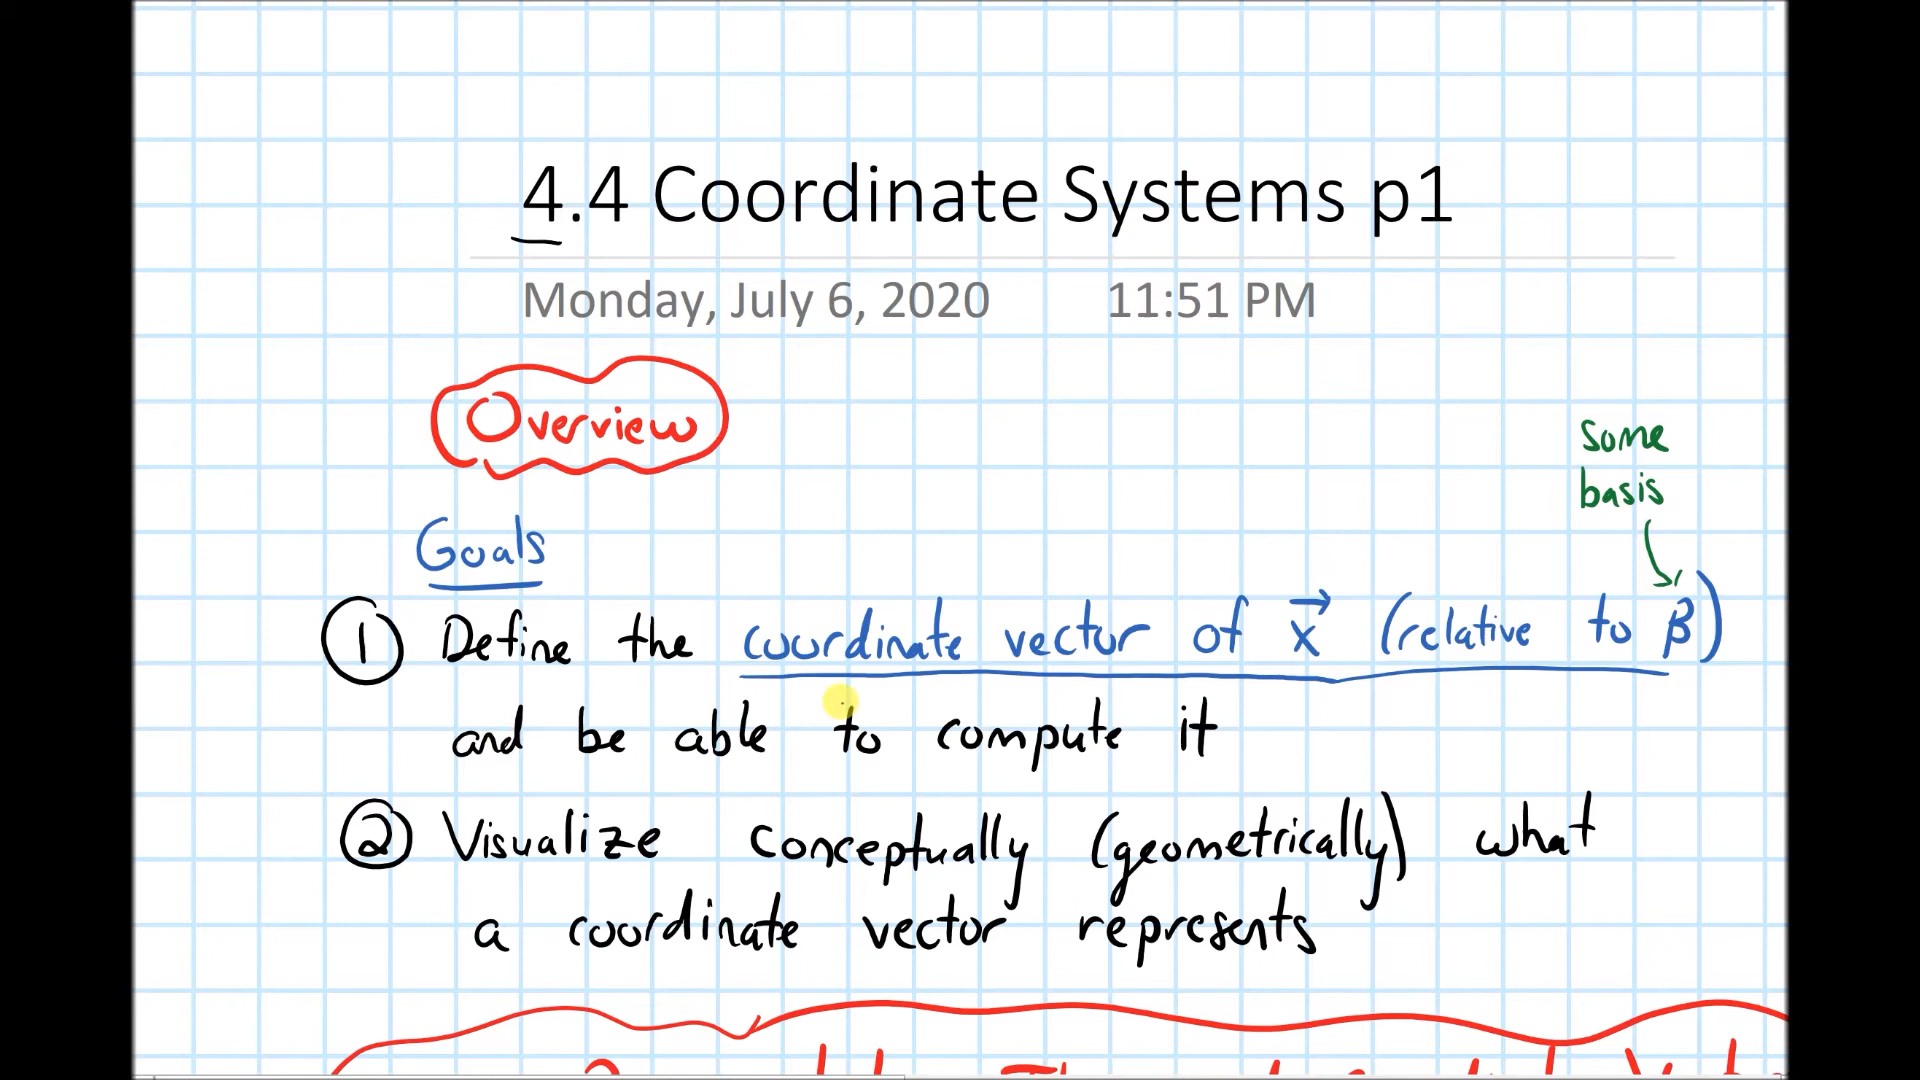 4.4 Coordinate Systems p1
Monday, July 6, 2020 11:51 PM
Overview
some
basis
Goals
① Define the coordinate vector of x⃗ (relative to β)
and be able to compute it
② Visualize conceptually (geometrically) what
a coordinate vector represents